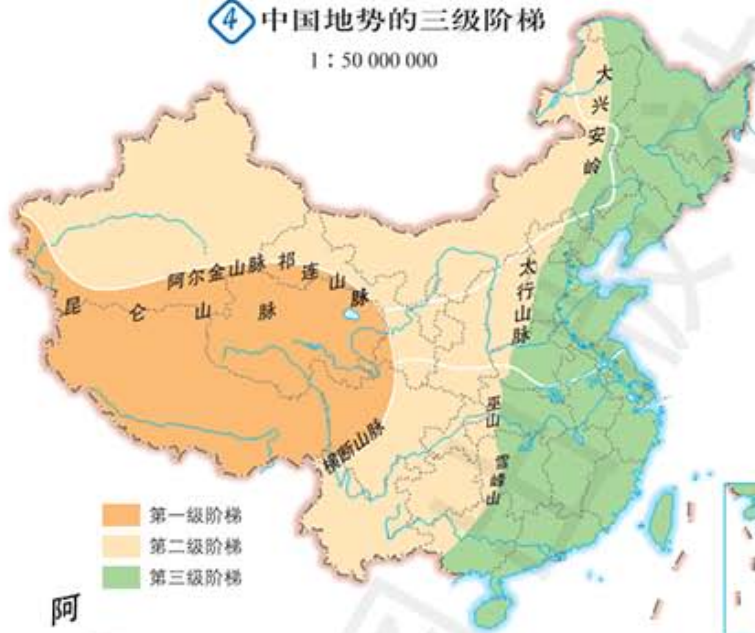 4 中国地势的三级阶梯
1∶50 000 000
大兴安岭
阿尔金山脉
祁连山脉
昆仑山脉
太行山脉
巫山
雪峰山
横断山脉
第一级阶梯
第二级阶梯
第三级阶梯
阿